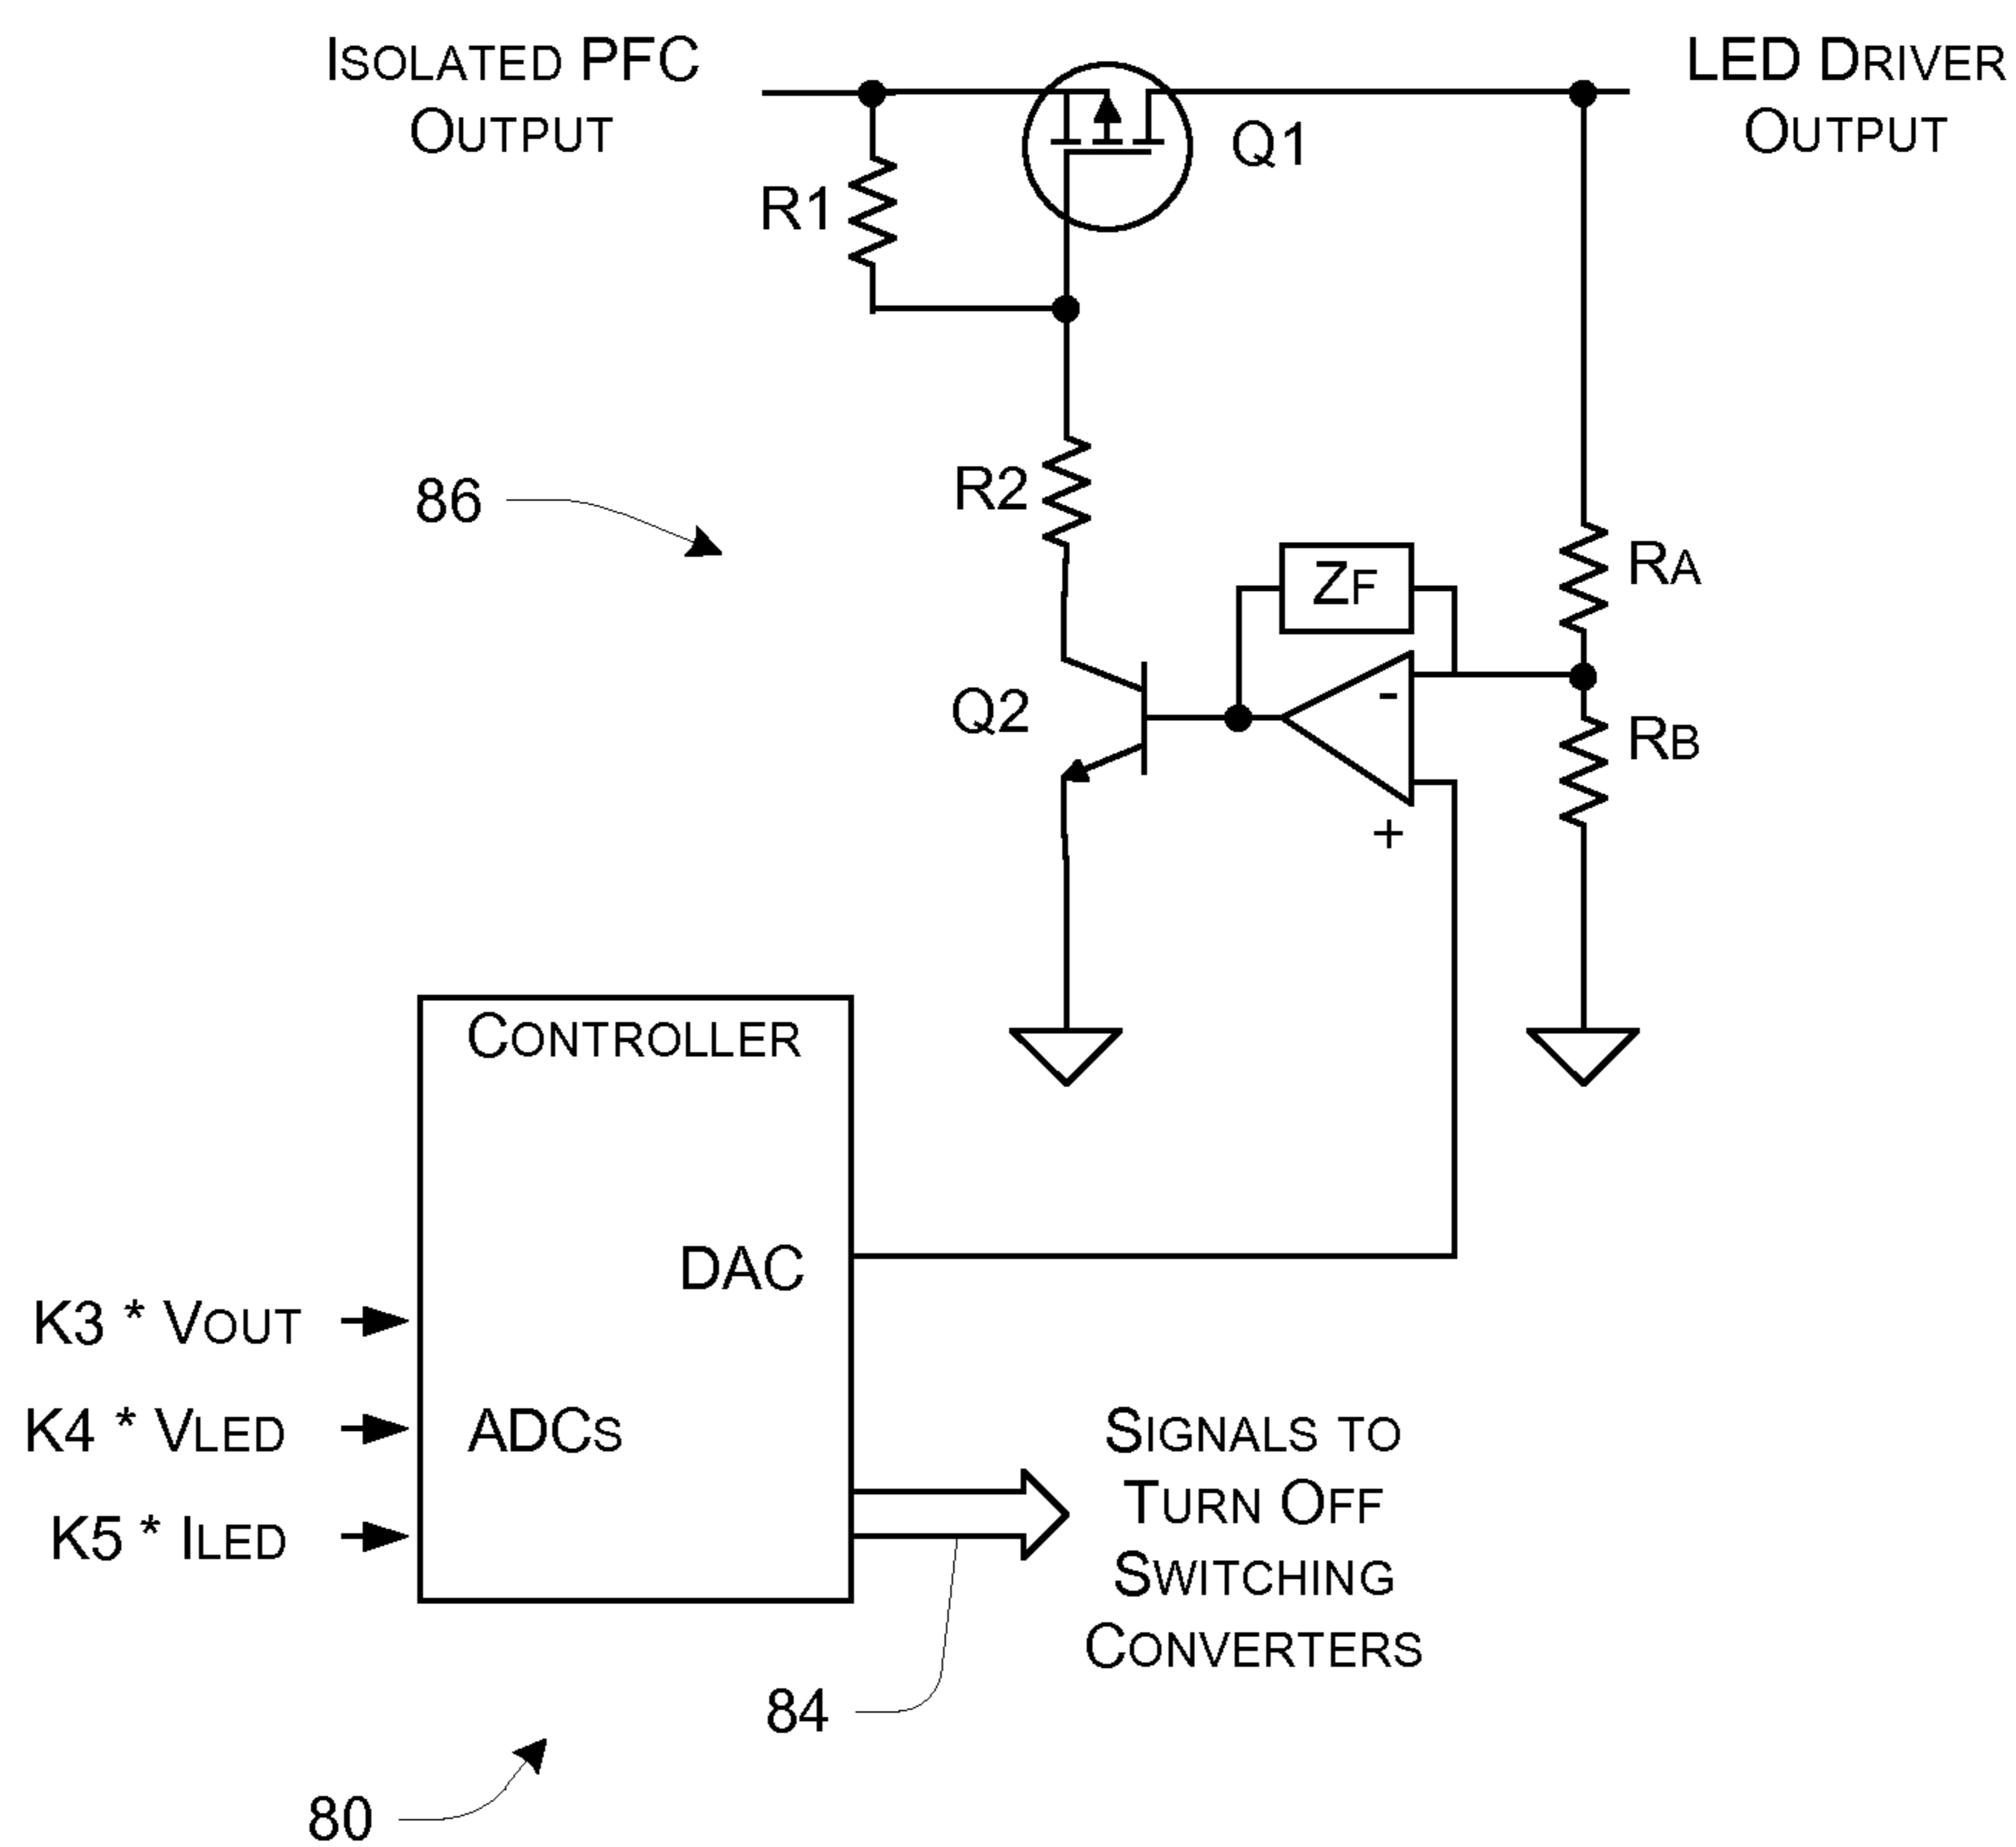 ISOLATED PFC
OUTPUT
LED DRIVER
OUTPUT
Q1
R1
R2
86
ZF
RA
Q2
-
RB
+
CONTROLLER
DAC
K3 * VOUT
K4 * VLED
ADCS
K5 * ILED
SIGNALS TO
TURN OFF
SWITCHING
CONVERTERS
84
80